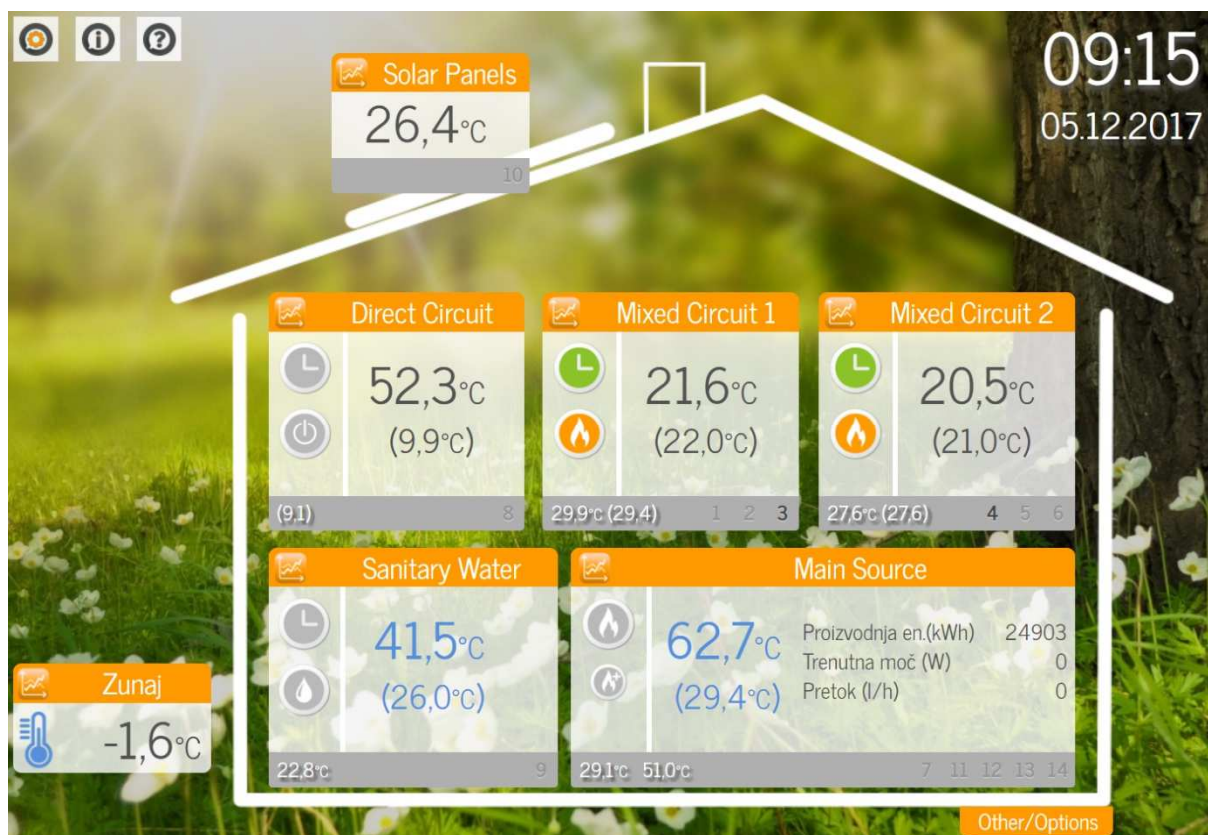 09:15
05.12.2017
Solar Panels
26,4°C
10
Direct Circuit
52,3°C
(9,9°C)
(9,1)
8
Mixed Circuit 1
21,6°C
(22,0°C)
29,9°C (29,4)
1 2 3
Mixed Circuit 2
20,5°C
(21,0°C)
27,6°C (27,6)
4 5 6
Sanitary Water
41,5°C
(26,0°C)
22,8°C
9
Main Source
62,7°C
(29,4°C)
Proizvodnja en.(kWh) 24903
Trenutna moč (W) 0
Pretok (l/h) 0
29,1°C 51,0°C
7 11 12 13 14
Zunaj
-1,6°C
Other/Options